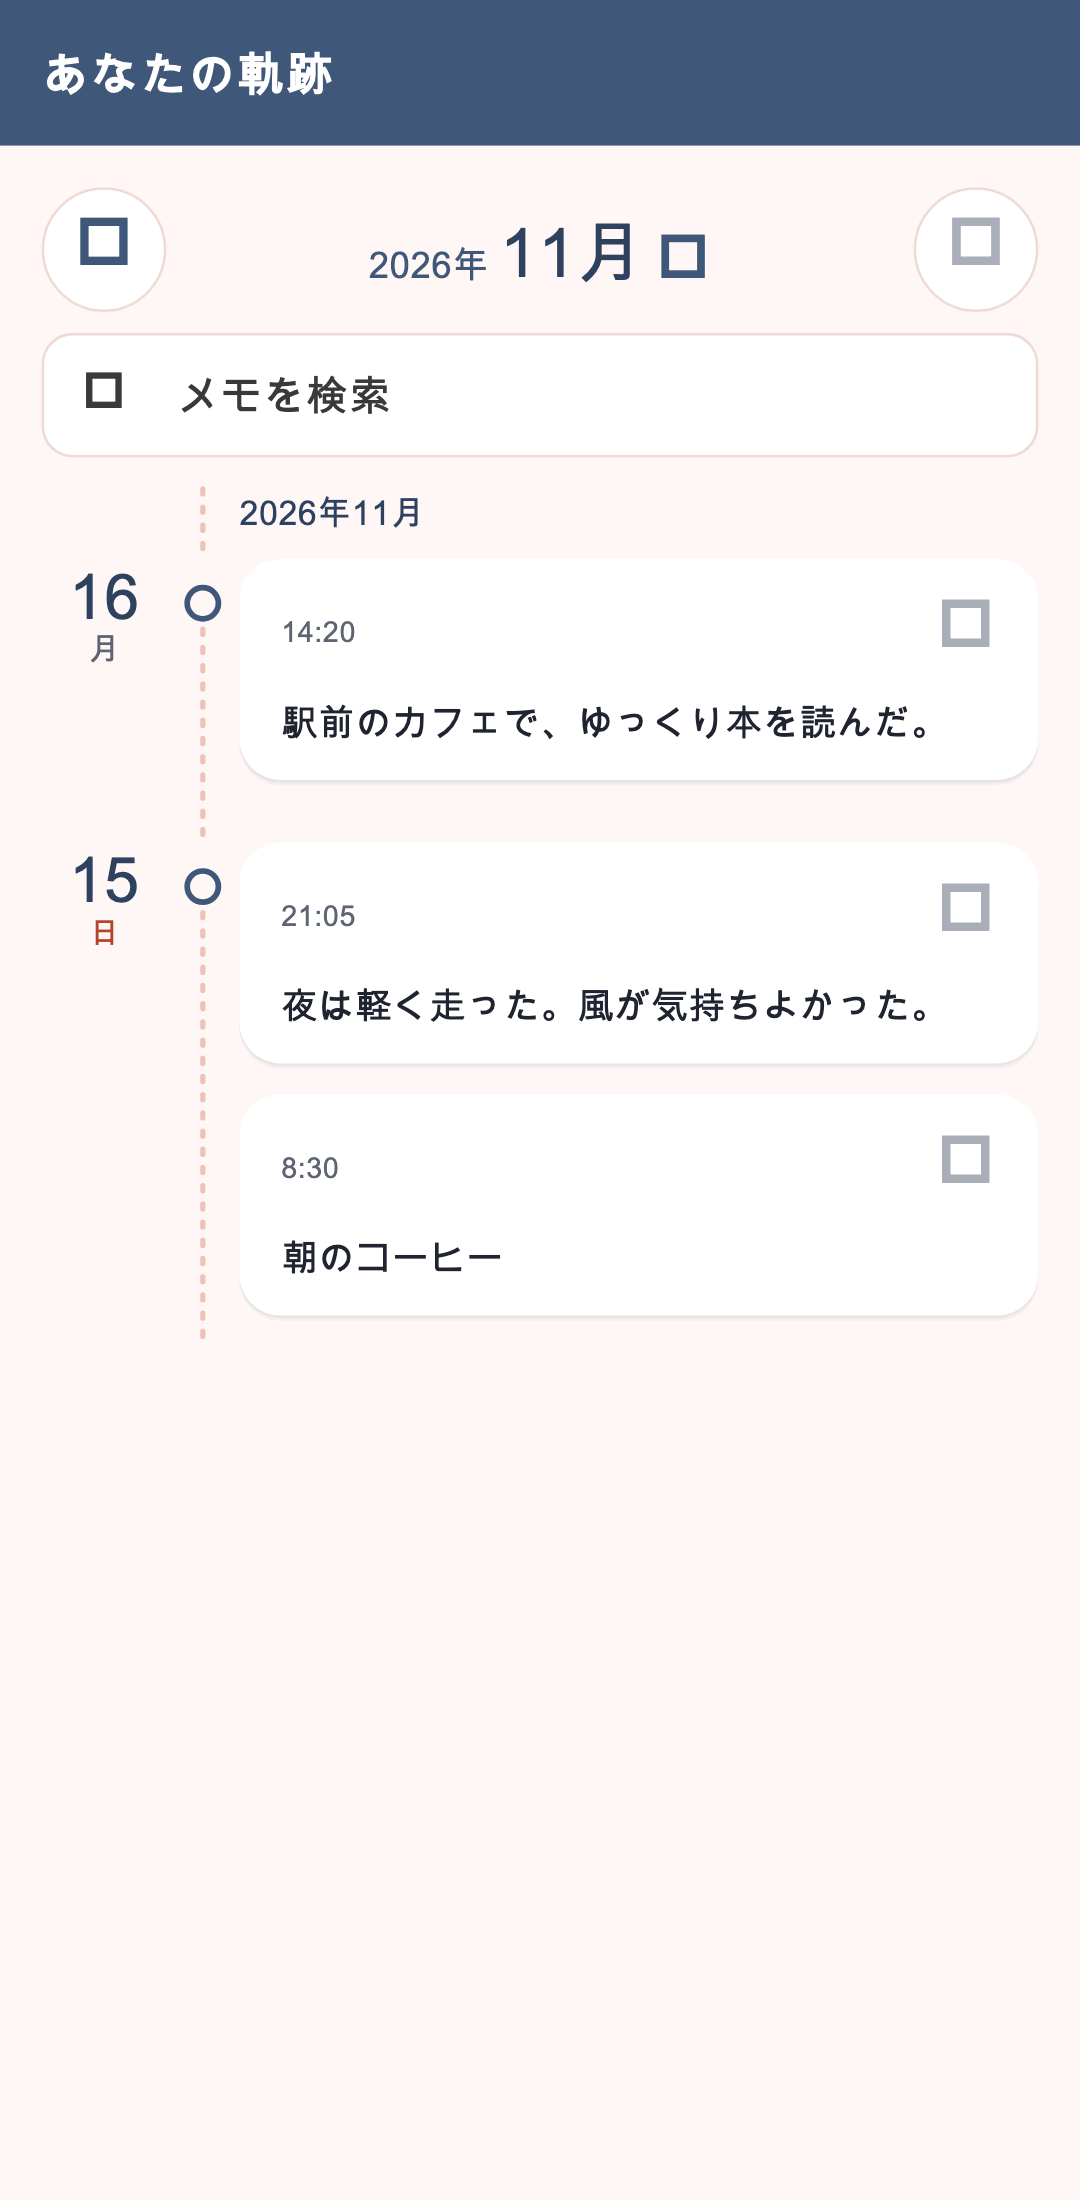 あなたの軌跡
2026年 11月
メモを検索
2026年11月
16
月
14:20
駅前のカフェで、ゆっくり本を読んだ。
15
日
21:05
夜は軽く走った。風が気持ちよかった。
8:30
朝のコーヒー